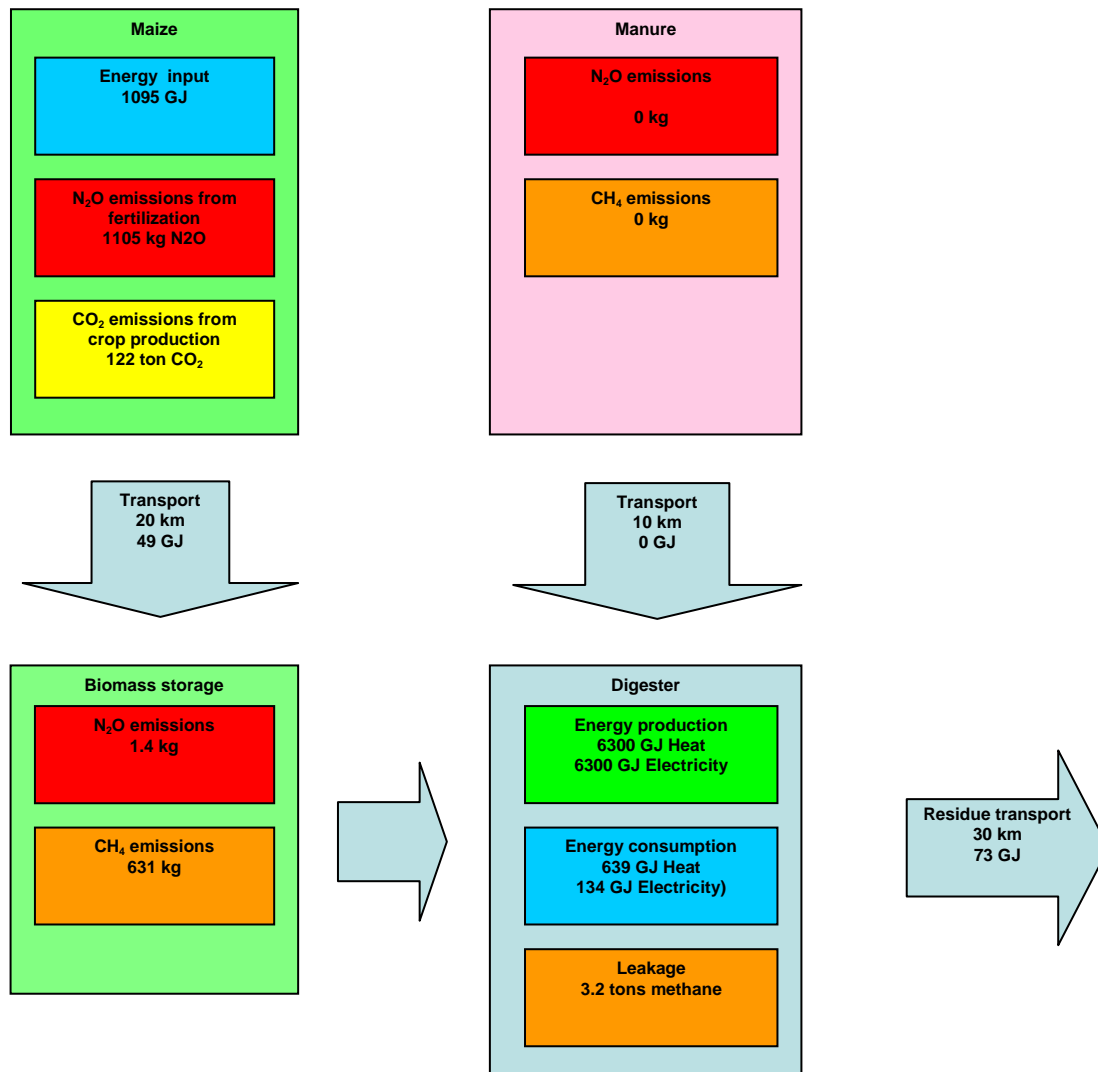 Maize
Energy input
1095 GJ
N₂O emissions from
fertilization
1105 kg N2O
CO₂ emissions from
crop production
122 ton CO₂
Manure
N₂O emissions
0 kg
CH₄ emissions
0 kg
Transport
20 km
49 GJ
Transport
10 km
0 GJ
Biomass storage
N₂O emissions
1.4 kg
CH₄ emissions
631 kg
Digester
Energy production
6300 GJ Heat
6300 GJ Electricity
Energy consumption
639 GJ Heat
134 GJ Electricity)
Leakage
3.2 tons methane
Residue transport
30 km
73 GJ